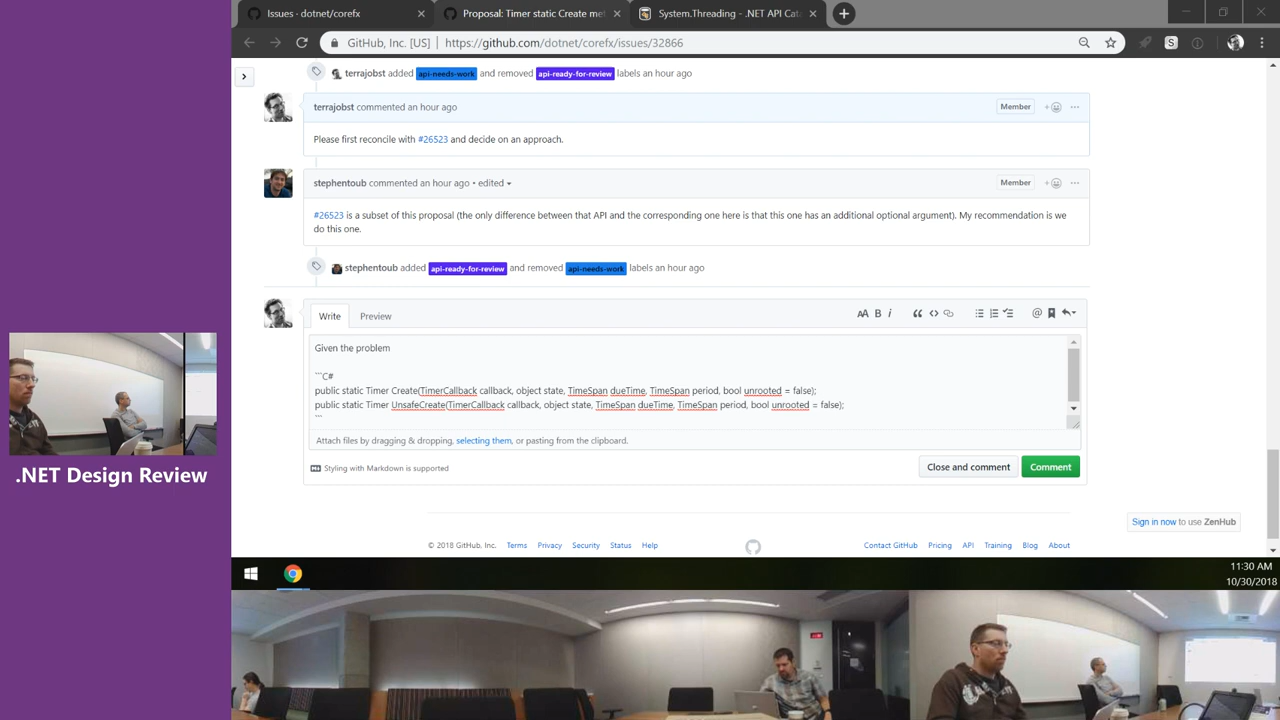 Issues · dotnet/corefx
Proposal: Timer static Create met
System.Threading - .NET API Cata
GitHub, Inc. [US] | https://github.com/dotnet/corefx/issues/32866
terrajobst added api-needs-work and removed api-ready-for-review labels an hour ago
terrajobst commented an hour ago
Member
Please first reconcile with #26523 and decide on an approach.
stephentoub commented an hour ago • edited
Member
#26523 is a subset of this proposal (the only difference between that API and the corresponding one here is that this one has an additional optional argument). My recommendation is we
do this one.
stephentoub added api-ready-for-review and removed api-needs-work labels an hour ago
Write Preview
Given the problem
```C#
public static Timer Create(TimerCallback callback, object state, TimeSpan dueTime, TimeSpan period, bool unrooted = false);
public static Timer UnsafeCreate(TimerCallback callback, object state, TimeSpan dueTime, TimeSpan period, bool unrooted = false);
```
Attach files by dragging & dropping, selecting them, or pasting from the clipboard.
Styling with Markdown is supported
Close and comment
Comment
.NET Design Review
Sign in now to use ZenHub
© 2018 GitHub, Inc. Terms Privacy Security Status Help
Contact GitHub Pricing API Training Blog About
11:30 AM
10/30/2018